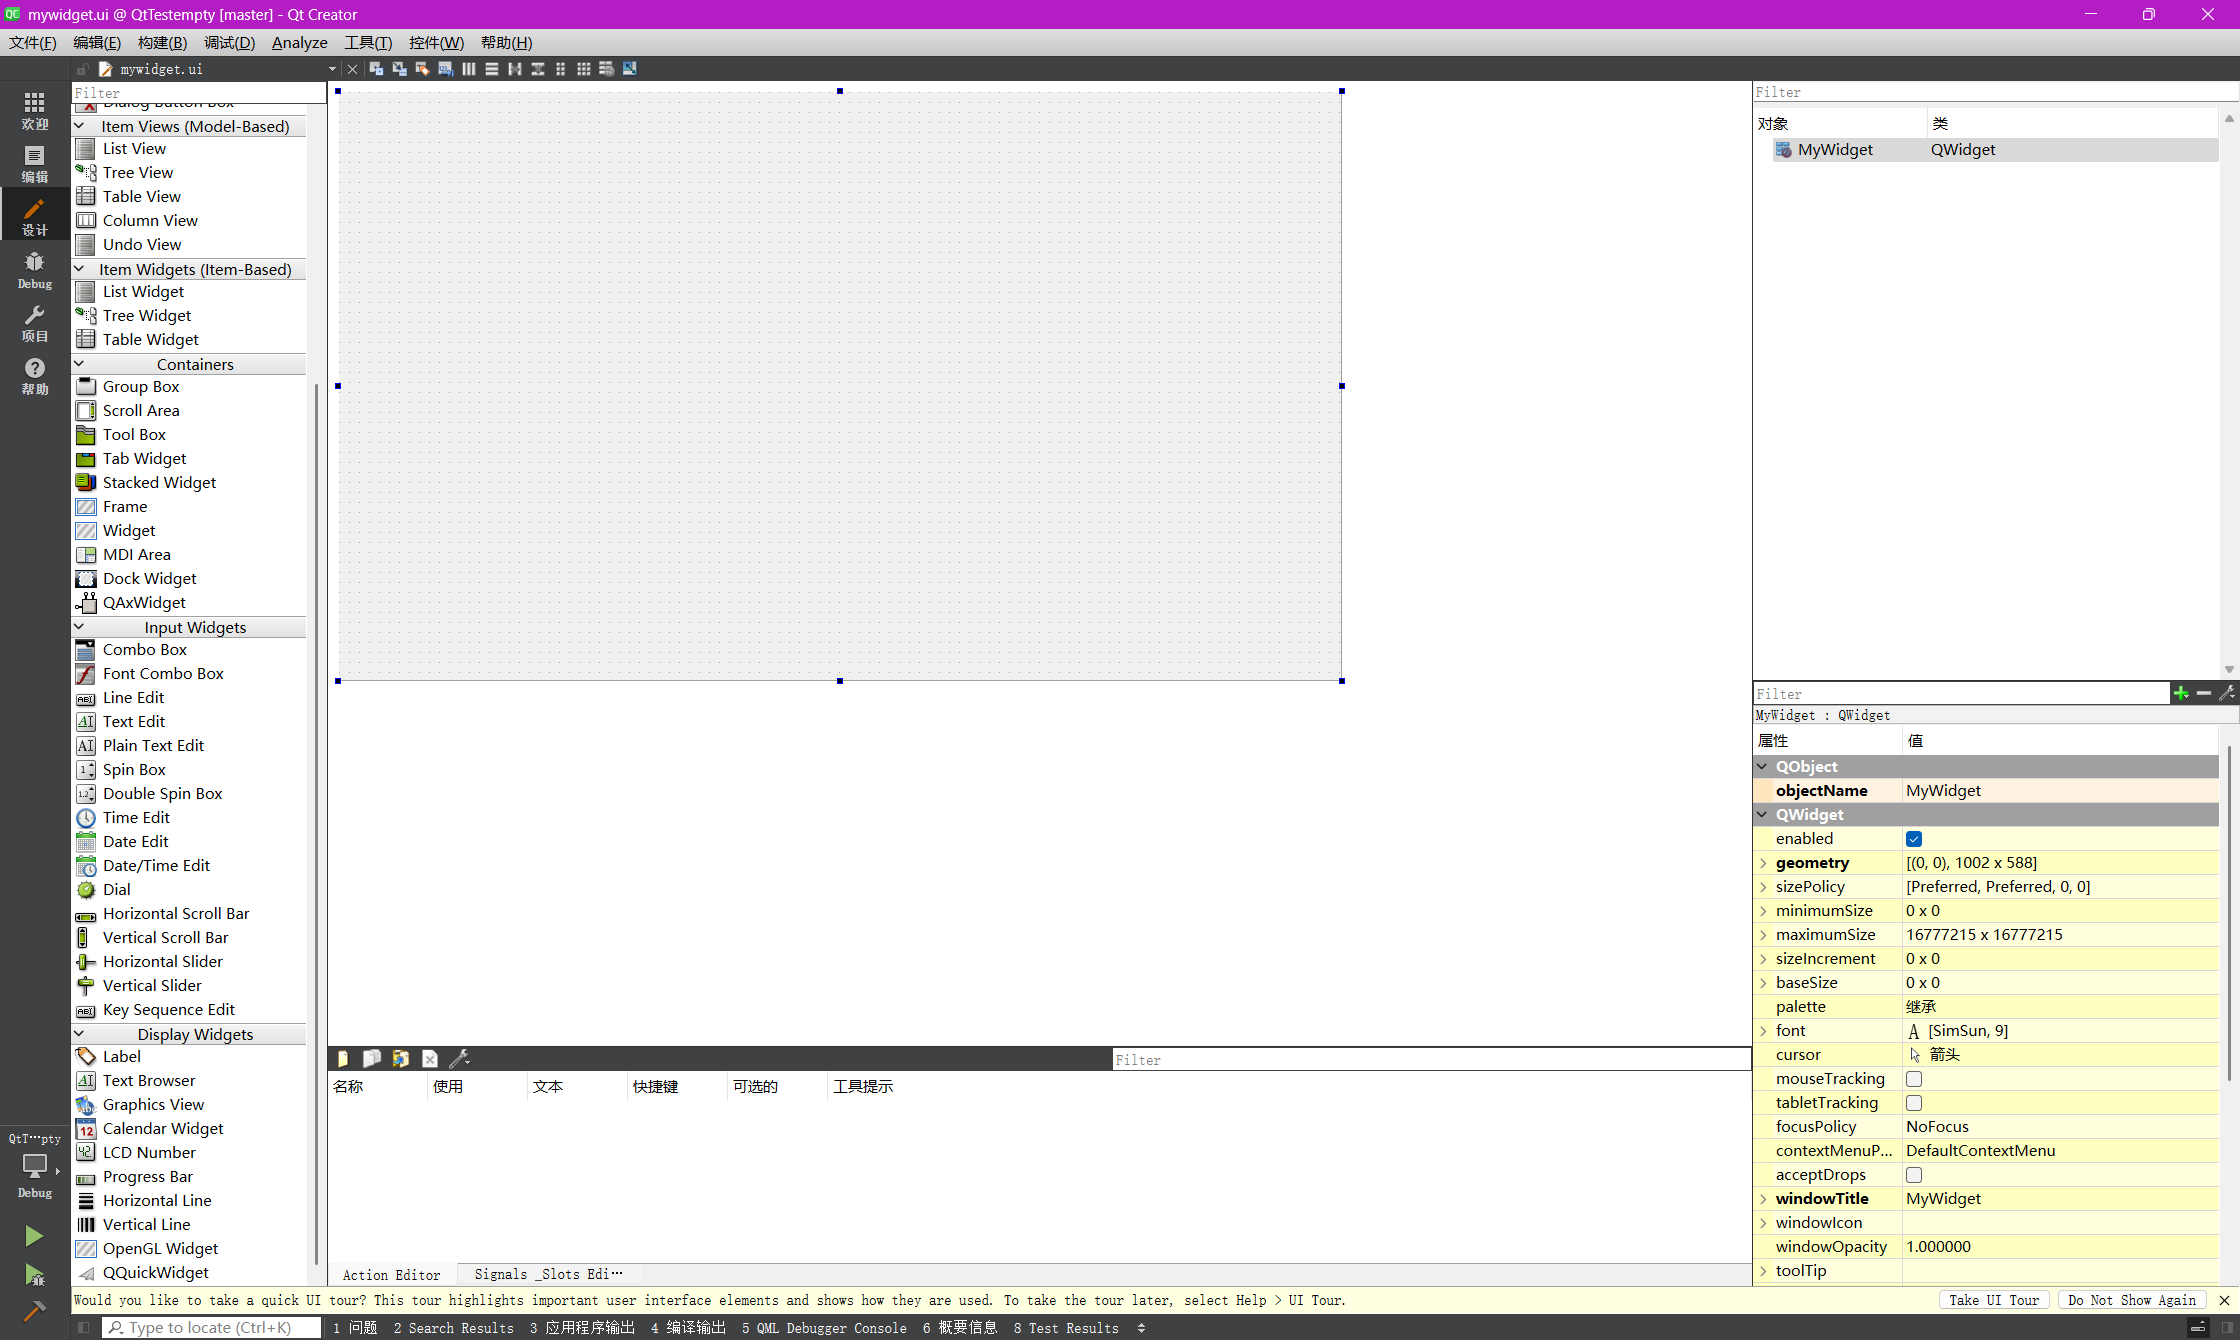 mywidget.ui @ QtTestempty [master] - Qt Creator
文件(F) 编辑(E) 构建(B) 调试(D) Analyze 工具(T) 控件(W) 帮助(H)
mywidget.ui
Filter
Dialog Button Box
Item Views (Model-Based)
List View
Tree View
Table View
Column View
Undo View
Item Widgets (Item-Based)
List Widget
Tree Widget
Table Widget
Containers
Group Box
Scroll Area
Tool Box
Tab Widget
Stacked Widget
Frame
Widget
MDI Area
Dock Widget
QAxWidget
Input Widgets
Combo Box
Font Combo Box
Line Edit
Text Edit
Plain Text Edit
Spin Box
Double Spin Box
Time Edit
Date Edit
Date/Time Edit
Dial
Horizontal Scroll Bar
Vertical Scroll Bar
Horizontal Slider
Vertical Slider
Key Sequence Edit
Display Widgets
Label
Text Browser
Graphics View
Calendar Widget
LCD Number
Progress Bar
Horizontal Line
Vertical Line
OpenGL Widget
QQuickWidget
欢迎
编辑
设计
Debug
项目
帮助
QtT···pty
Debug
Filter
名称 使用 文本 快捷键 可选的 工具提示
Action Editor Signals _Slots Edi···
Filter
对象 类
MyWidget QWidget
Filter
MyWidget : QWidget
属性 值
QObject
objectName MyWidget
QWidget
enabled
geometry [(0, 0), 1002 x 588]
sizePolicy [Preferred, Preferred, 0, 0]
minimumSize 0 x 0
maximumSize 16777215 x 16777215
sizeIncrement 0 x 0
baseSize 0 x 0
palette 继承
font A [SimSun, 9]
cursor 箭头
mouseTracking
tabletTracking
focusPolicy NoFocus
contextMenuP... DefaultContextMenu
acceptDrops
windowTitle MyWidget
windowIcon
windowOpacity 1.000000
toolTip
Would you like to take a quick UI tour? This tour highlights important user interface elements and shows how they are used. To take the tour later, select Help > UI Tour.
Take UI Tour Do Not Show Again
Type to locate (Ctrl+K) 1 问题 2 Search Results 3 应用程序输出 4 编译输出 5 QML Debugger Console 6 概要信息 8 Test Results